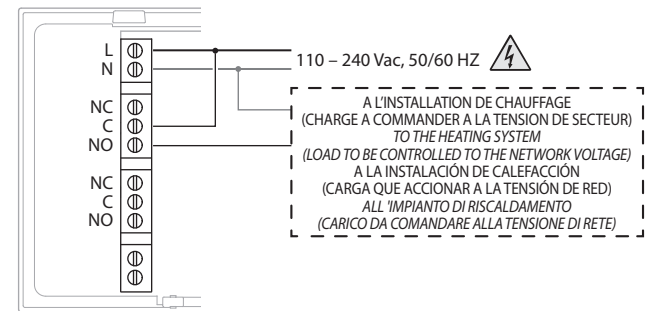 L
N
110 – 240 Vac, 50/60 HZ
NC
C
NO
A L'INSTALLATION DE CHAUFFAGE
(CHARGE A COMMANDER A LA TENSION DE SECTEUR)
TO THE HEATING SYSTEM
(LOAD TO BE CONTROLLED TO THE NETWORK VOLTAGE)
A LA INSTALACIÓN DE CALEFACCIÓN
(CARGA QUE ACCIONAR A LA TENSIÓN DE RED)
ALL 'IMPIANTO DI RISCALDAMENTO
(CARICO DA COMANDARE ALLA TENSIONE DI RETE)
NC
C
NO